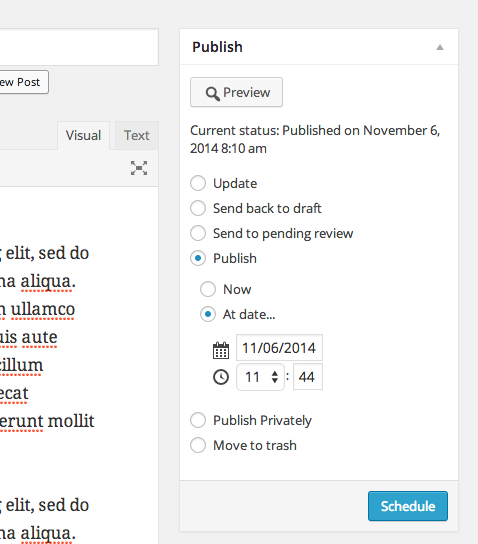 Publish
ew Post
Preview
Current status: Published on November 6,
2014 8:10 am
Visual
Text
Update
Send back to draft
Send to pending review
Publish
Now
At date...
11/06/2014
11 : 44
Publish Privately
Move to trash
Schedule
elit, sed do
na aliqua.
ullamco
uis aute
cillum
ecat
erunt mollit
elit, sed do
na aliqua.